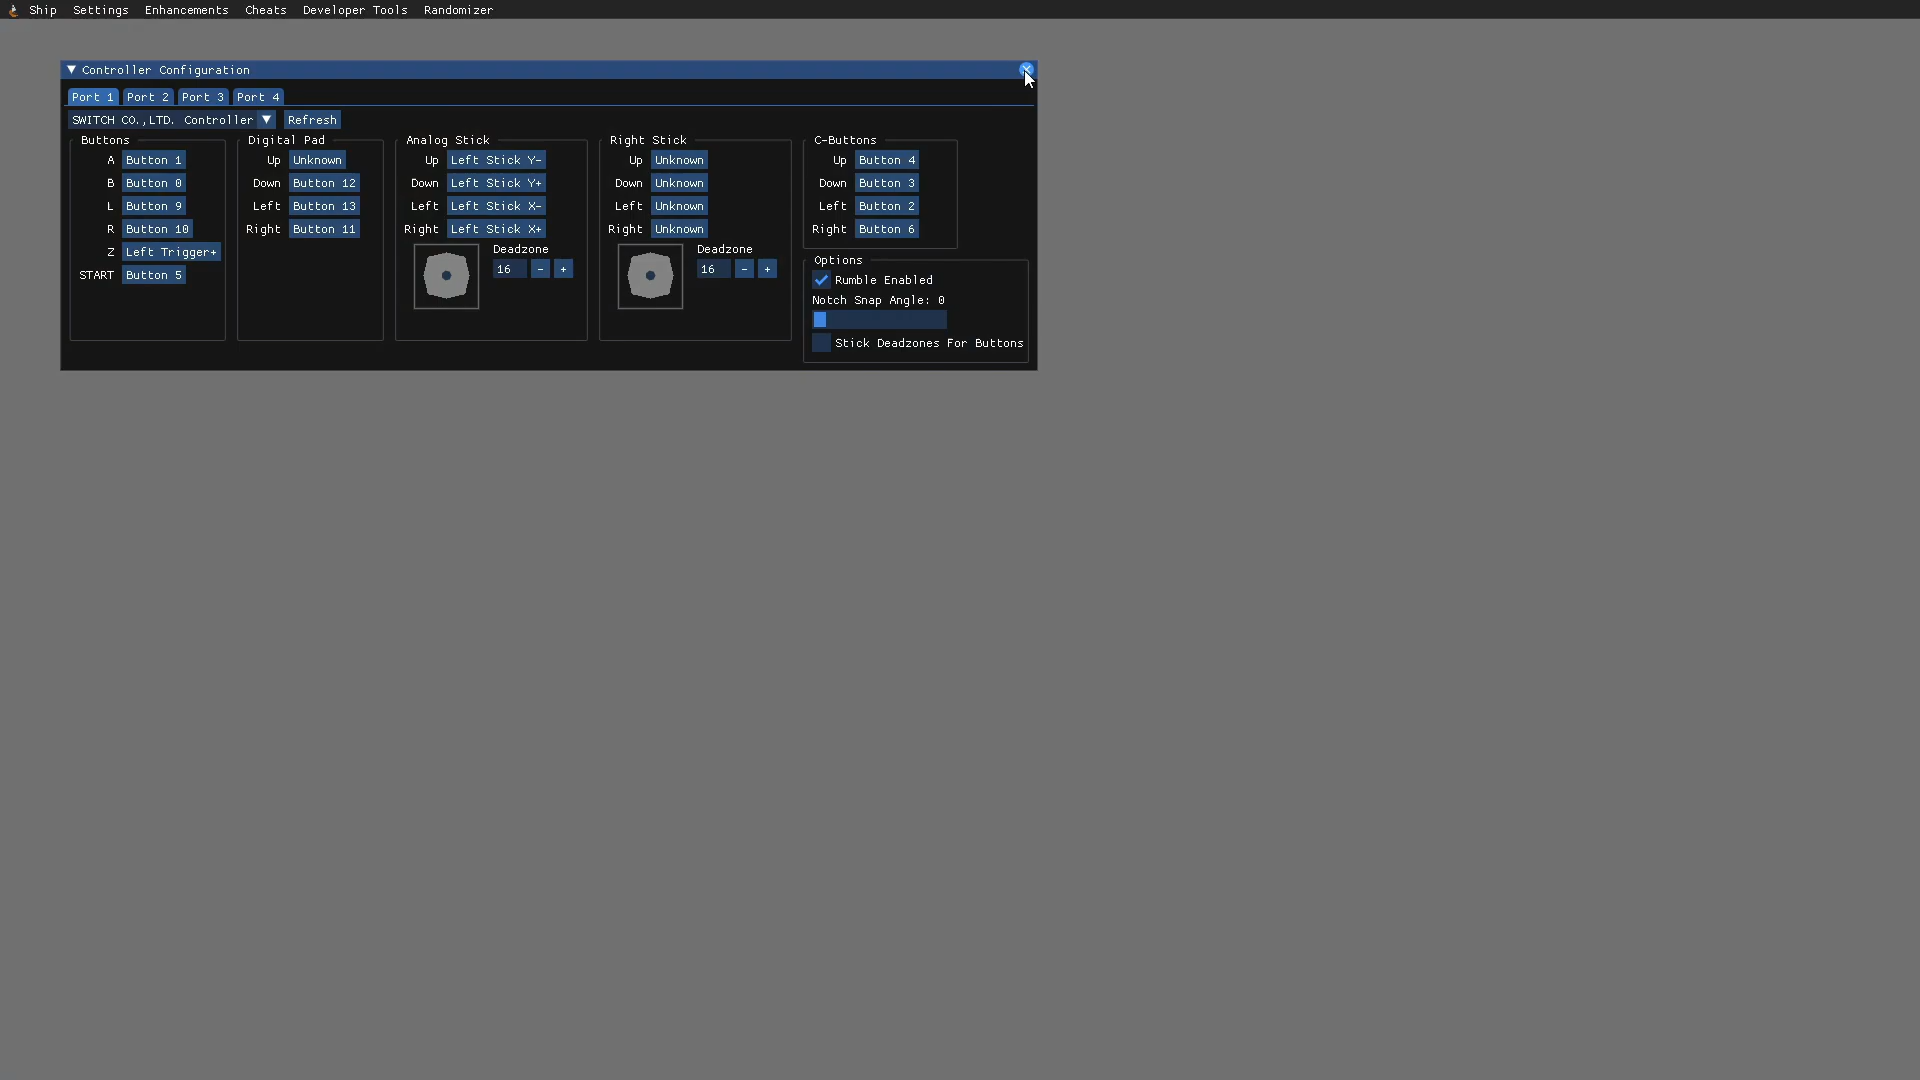 Ship Settings Enhancements Cheats Developer Tools Randomizer
Controller Configuration
Port 1 Port 2 Port 3 Port 4
SWITCH CO.,LTD. Controller Refresh
Buttons
A Button 1
B Button 0
L Button 9
R Button 10
Z Left Trigger+
START Button 5
Digital Pad
Up Unknown
Down Button 12
Left Button 13
Right Button 11
Analog Stick
Up Left Stick Y-
Down Left Stick Y+
Left Left Stick X-
Right Left Stick X+
Deadzone
16 - +
Right Stick
Up Unknown
Down Unknown
Left Unknown
Right Unknown
Deadzone
16 - +
C-Buttons
Up Button 4
Down Button 3
Left Button 2
Right Button 6
Options
Rumble Enabled
Notch Snap Angle: 0
Stick Deadzones For Buttons